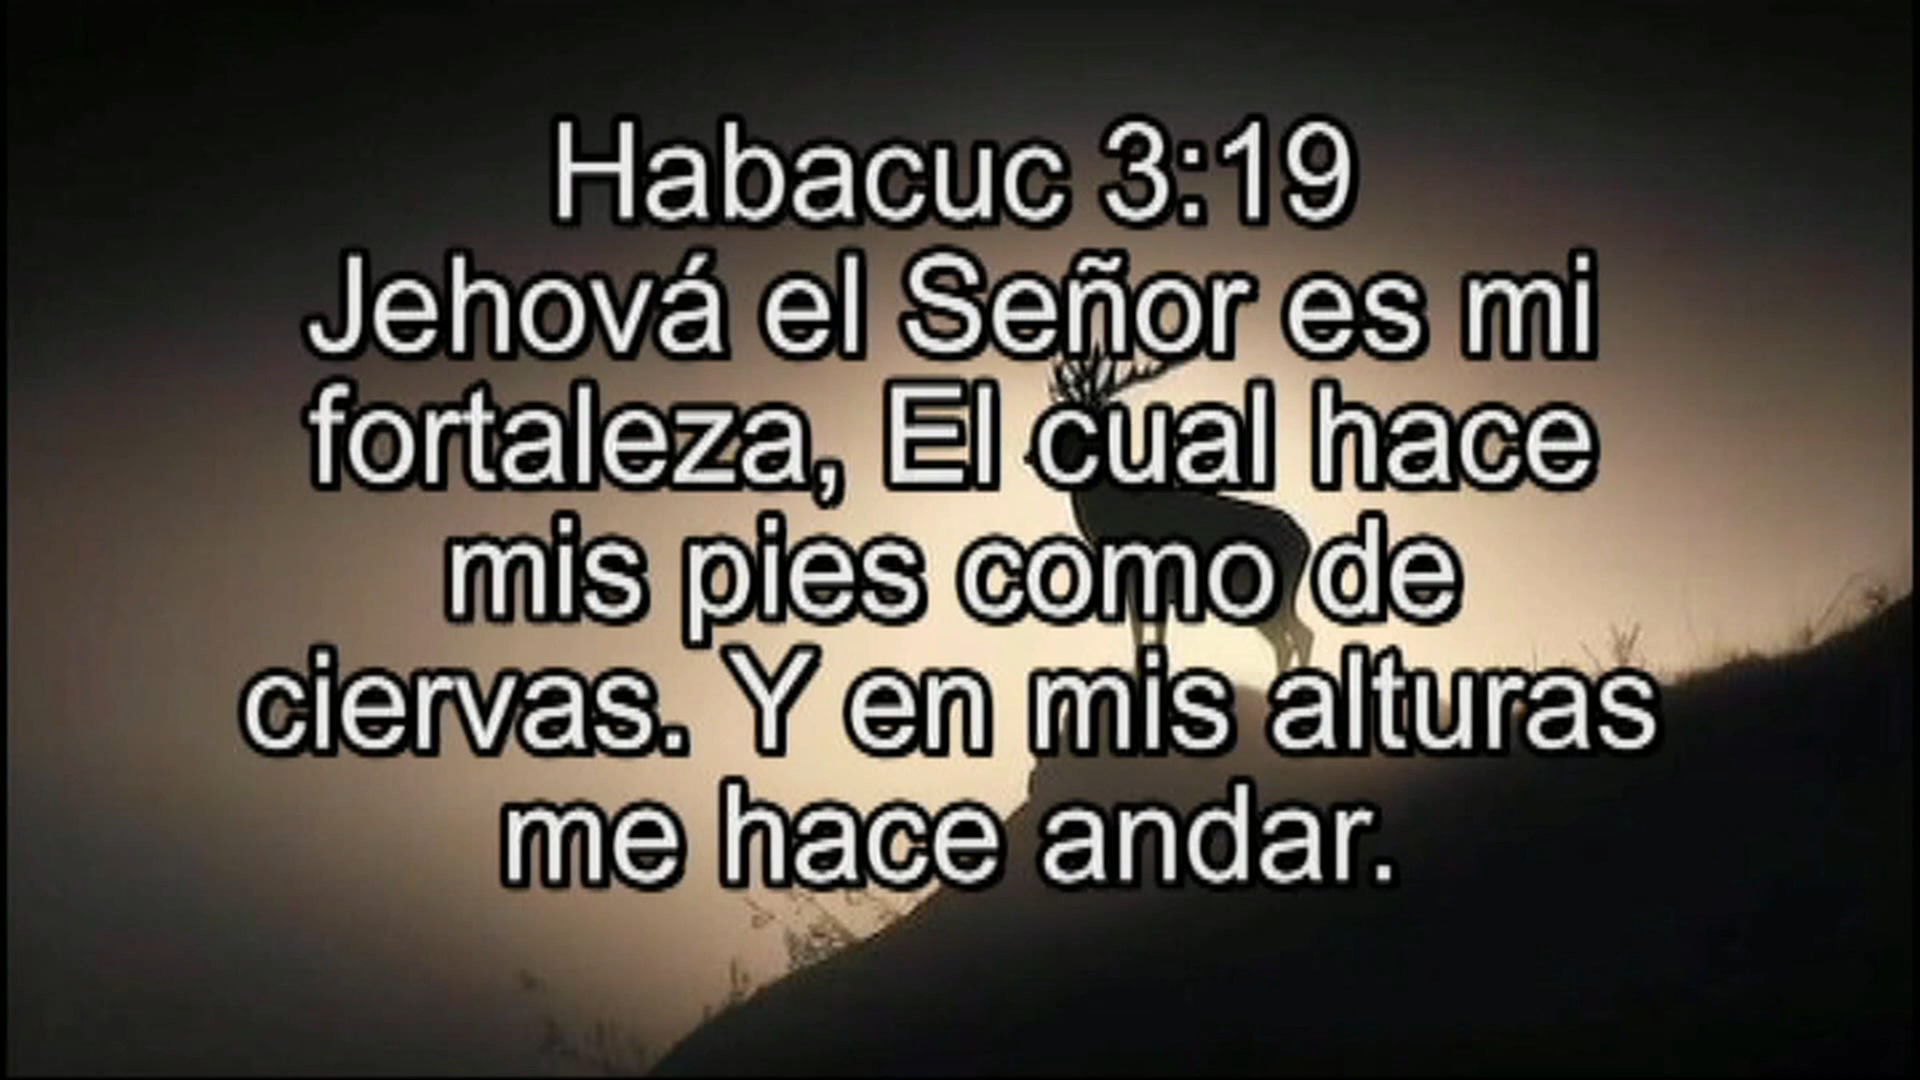 Habacuc 3:19
Jehová el Señor es mi
fortaleza, El cual hace
mis pies como de
ciervas. Y en mis alturas
me hace andar.